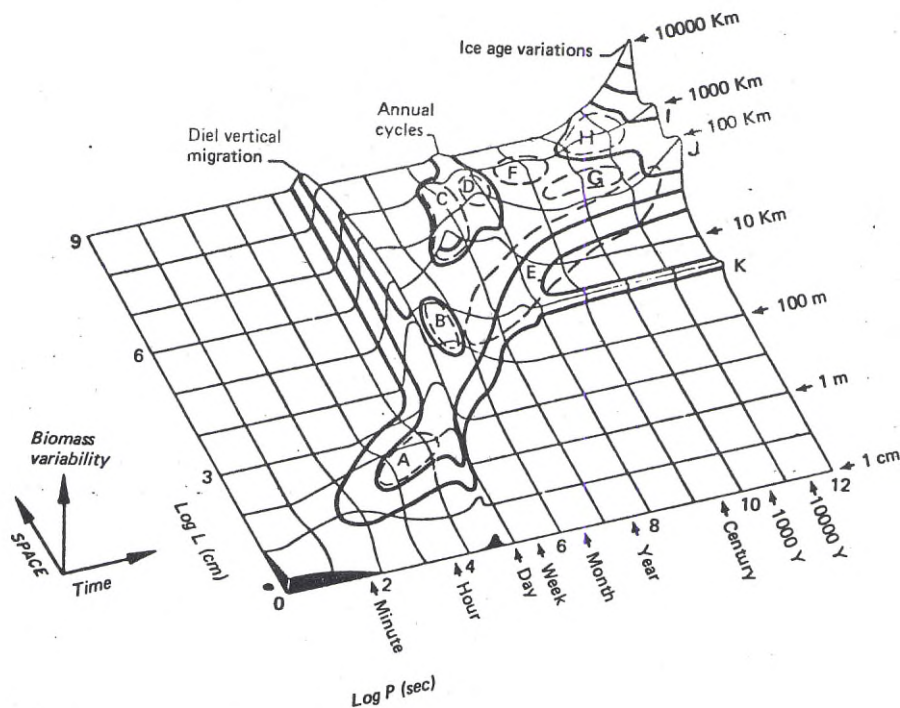 Ice age variations
10000 Km
1000 Km
100 Km
J
10 Km
K
100 m
1 m
1 cm
Annual
cycles
Diel vertical
migration
H
F
G
D
C
E
B
A
9
6
3
0
Biomass
variability
SPACE
Time
Log L (cm)
2
4
6
8
10
12
Minute
Hour
Day
Week
Month
Year
Century
1000 Y
10000 Y
Log P (sec)